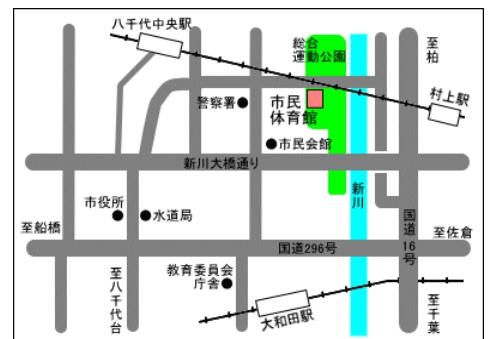 八千代中央駅
総合
運動公園
至柏
村上駅
警察署
市民
体育館
市民会館
新川大橋通り
市役所
水道局
新川
国道16号
至船橋
国道296号
至佐倉
至八千代台
教育委員会
庁舎
大和田駅
至千葉